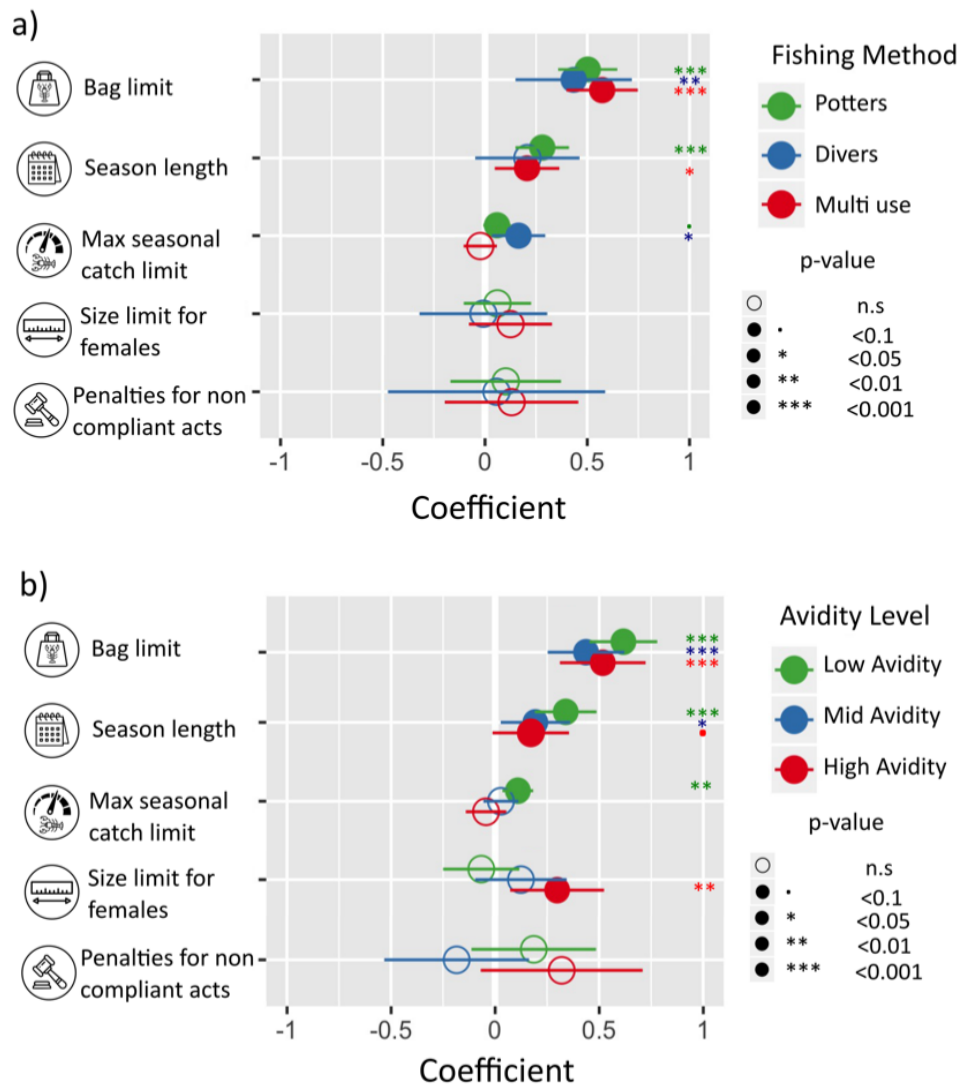 a)
Bag limit
***
**
***
Season length
***
*
Max seasonal
catch limit
.
*
Size limit for
females
Penalties for non
compliant acts
-1 -0.5 0 0.5 1
Coefficient
Fishing Method
Potters
Divers
Multi use
p-value
n.s
. <0.1
* <0.05
** <0.01
*** <0.001
b)
Bag limit
***
***
***
Season length
***
*
.
Max seasonal
catch limit
**
Size limit for
females
**
Penalties for non
compliant acts
-1 -0.5 0 0.5 1
Coefficient
Avidity Level
Low Avidity
Mid Avidity
High Avidity
p-value
n.s
. <0.1
* <0.05
** <0.01
*** <0.001